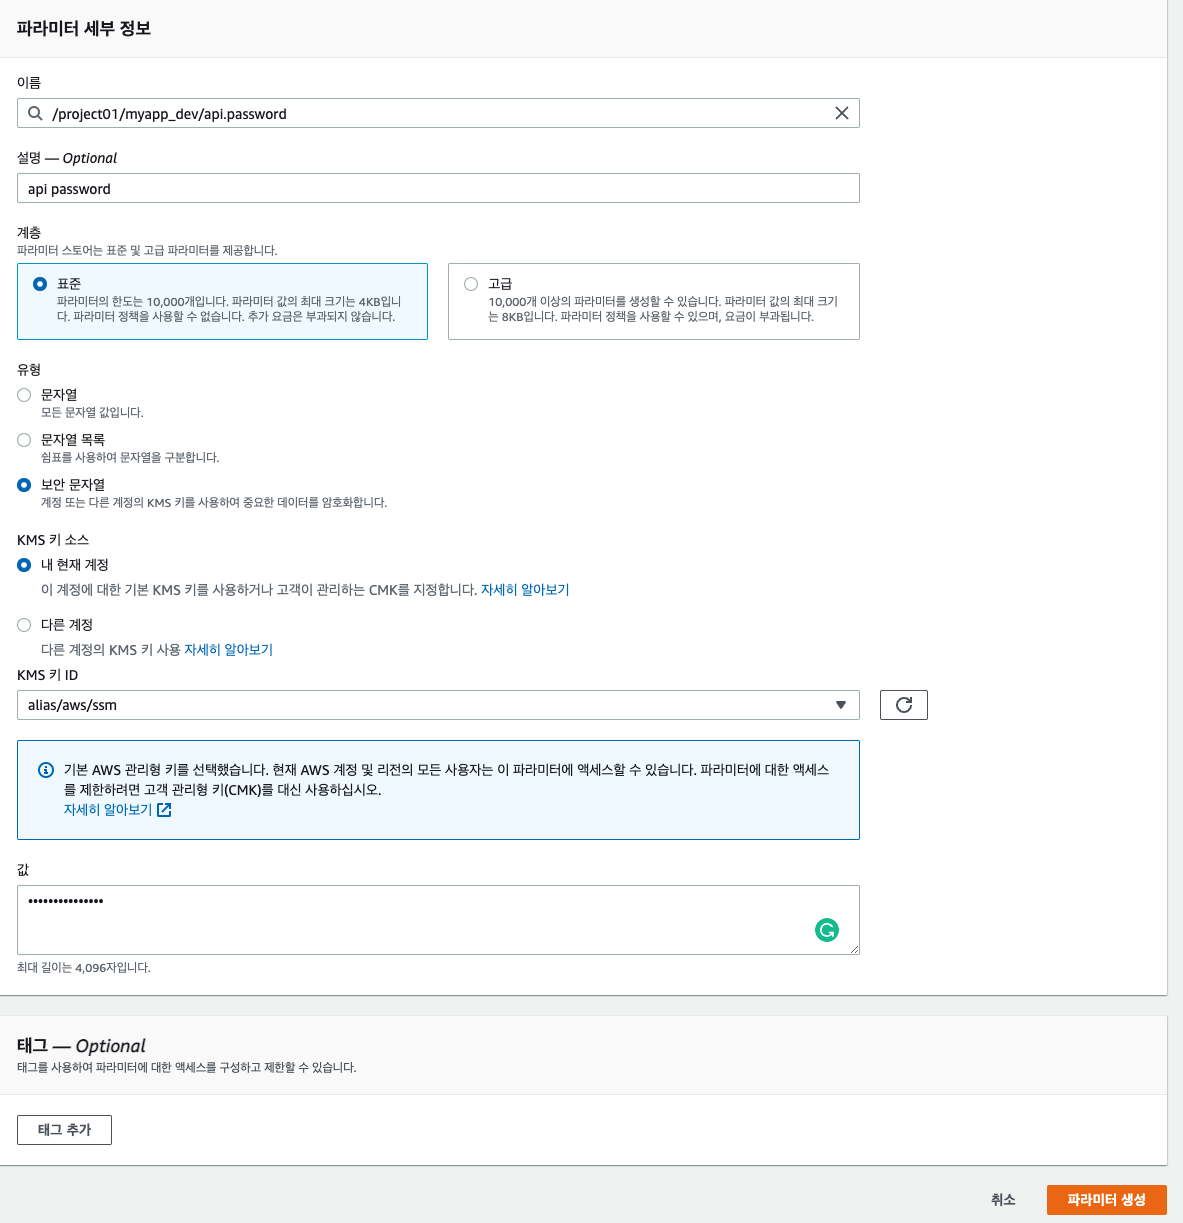 파라미터 세부 정보
이름
/project01/myapp_dev/api.password
설명 — Optional
api password
계층
파라미터 스토어는 표준 및 고급 파라미터를 제공합니다.
표준
파라미터의 한도는 10,000개입니다. 파라미터 값의 최대 크기는 4KB입니
다. 파라미터 정책을 사용할 수 없습니다. 추가 요금은 부과되지 않습니다.
고급
10,000개 이상의 파라미터를 생성할 수 있습니다. 파라미터 값의 최대 크기
는 8KB입니다. 파라미터 정책을 사용할 수 있으며, 요금이 부과됩니다.
유형
문자열
모든 문자열 값입니다.
문자열 목록
쉼표를 사용하여 문자열을 구분합니다.
보안 문자열
계정 또는 다른 계정의 KMS 키를 사용하여 중요한 데이터를 암호화합니다.
KMS 키 소스
내 현재 계정
이 계정에 대한 기본 KMS 키를 사용하거나 고객이 관리하는 CMK를 지정합니다. 자세히 알아보기
다른 계정
다른 계정의 KMS 키 사용 자세히 알아보기
KMS 키 ID
alias/aws/ssm
기본 AWS 관리형 키를 선택했습니다. 현재 AWS 계정 및 리전의 모든 사용자는 이 파라미터에 액세스할 수 있습니다. 파라미터에 대한 액세스
를 제한하려면 고객 관리형 키(CMK)를 대신 사용하십시오.
자세히 알아보기
값
•••••••••••••••
최대 길이는 4,096자입니다.
태그 — Optional
태그를 사용하여 파라미터에 대한 액세스를 구성하고 제한할 수 있습니다.
태그 추가
취소
파라미터 생성